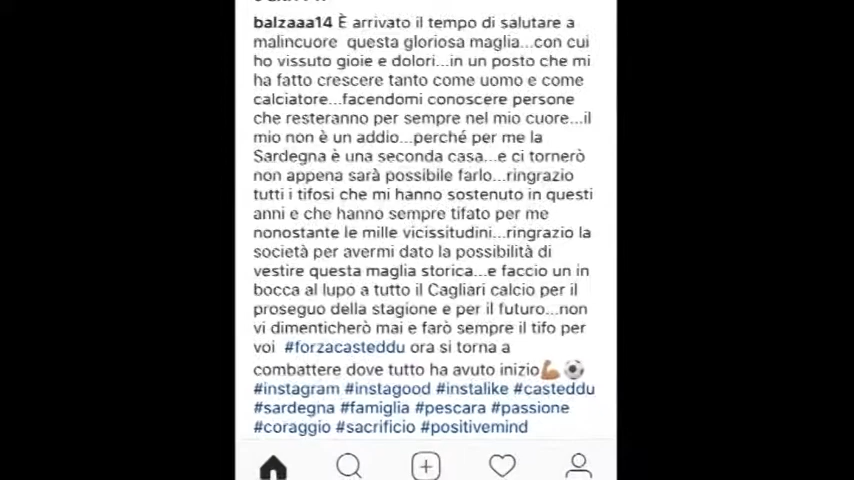 balzaaa14 È arrivato il tempo di salutare a
malincuore questa gloriosa maglia...con cui
ho vissuto gioie e dolori...in un posto che mi
ha fatto crescere tanto come uomo e come
calciatore...facendomi conoscere persone
che resteranno per sempre nel mio cuore...il
mio non è un addio...perché per me la
Sardegna è una seconda casa...e ci tornerò
non appena sarà possibile farlo...ringrazio
tutti i tifosi che mi hanno sostenuto in questi
anni e che hanno sempre tifato per me
nonostante le mille vicissitudini...ringrazio la
società per avermi dato la possibilità di
vestire questa maglia storica...e faccio un in
bocca al lupo a tutto il Cagliari calcio per il
proseguo della stagione e per il futuro...non
vi dimenticherò mai e farò sempre il tifo per
voi #forzacasteddu ora si torna a
combattere dove tutto ha avuto inizio💪🏽⚽
#instagram #instagood #instalike #casteddu
#sardegna #famiglia #pescara #passione
#coraggio #sacrificio #positivemind